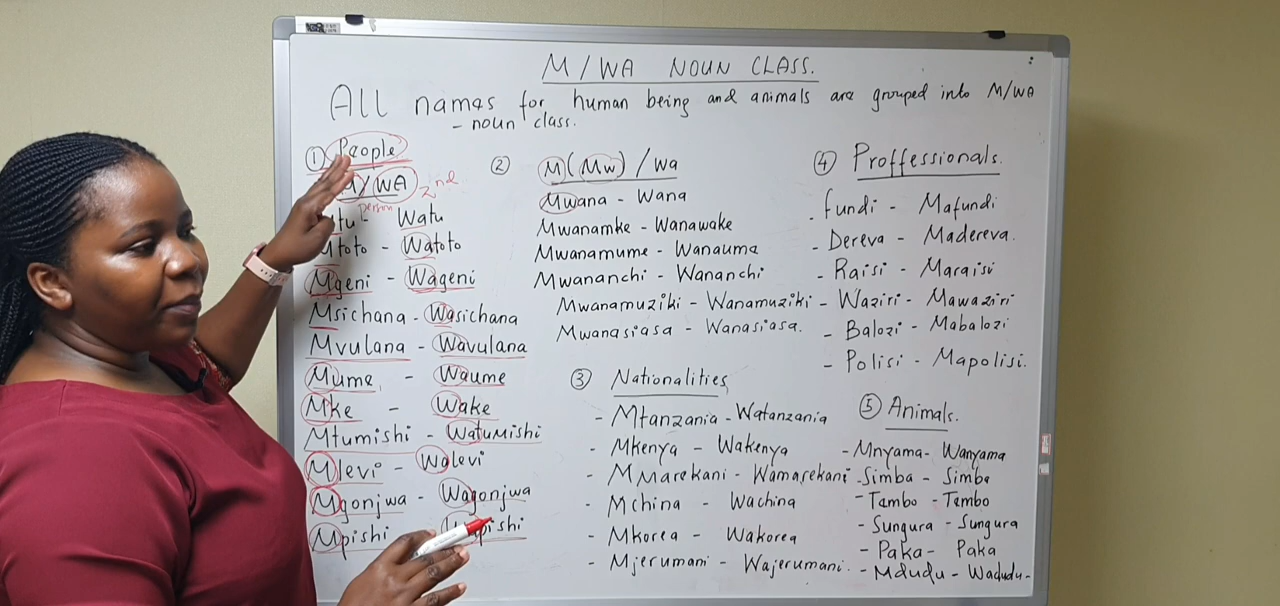 M/WA NOUN CLASS.
All names for human being and animals are grouped into M/WA
- noun class.
① People
M/WA 2nd
person
Mtu - Watu
Mtoto - Watoto
Mgeni - Wageni
Msichana - Wasichana
Mvulana - Wavulana
Mume - Waume
Mke - Wake
Mtumishi - Watumishi
Mlevi - Walevi
Mgonjwa - Wagonjwa
Mpishi - Wapishi
② M(Mw)/wa
Mwana - Wana
Mwanamke - Wanawake
Mwanamume - Wanauma
Mwananchi - Wananchi
Mwanamuziki - Wanamuziki
Mwanasiasa - Wanasiasa.
③ Nationalities
- Mtanzania - Watanzania
- Mkenya - Wakenya
- MMarekani - Wamarekani
- Mchina - Wachina
- Mkorea - Wakorea
- Mjerumani - Wajerumani.
④ Proffessionals.
- fundi - Mafundi
- Dereva - Madereva.
- Raisi - Maraisi
- Waziri - Mawaziri
- Balozi - Mabalozi
- Polisi - Mapolisi.
⑤ Animals.
- Mnyama - Wanyama
- Simba - Simba
- Tambo - Tembo
- Sungura - Sungura
- Paka - Paka
- Mdudu - Wadudu-